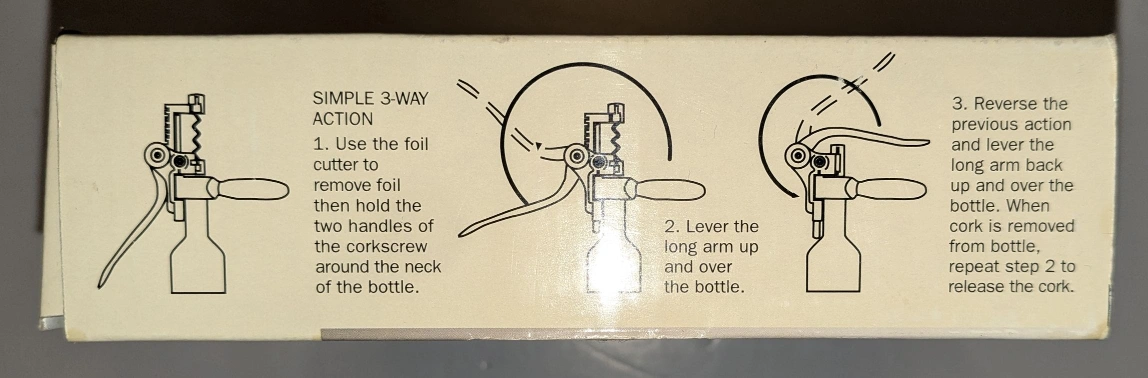 SIMPLE 3-WAY
ACTION
1. Use the foil
cutter to
remove foil
then hold the
two handles of
the corkscrew
around the neck
of the bottle.
2. Lever the
long arm up
and over
the bottle.
3. Reverse the
previous action
and lever the
long arm back
up and over the
bottle. When
cork is removed
from bottle,
repeat step 2 to
release the cork.